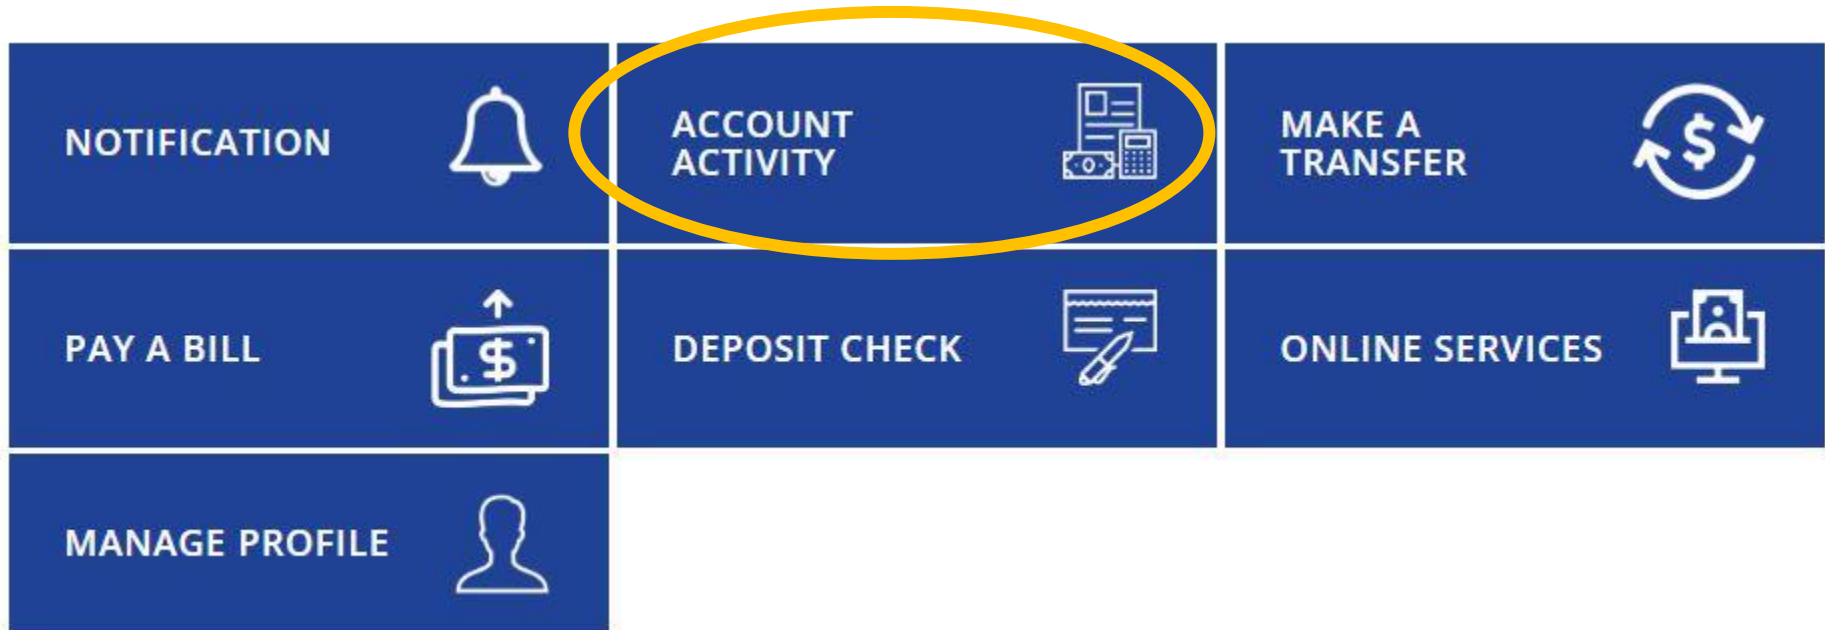 NOTIFICATION
ACCOUNT
ACTIVITY
MAKE A
TRANSFER
PAY A BILL
$
DEPOSIT CHECK
ONLINE SERVICES
MANAGE PROFILE